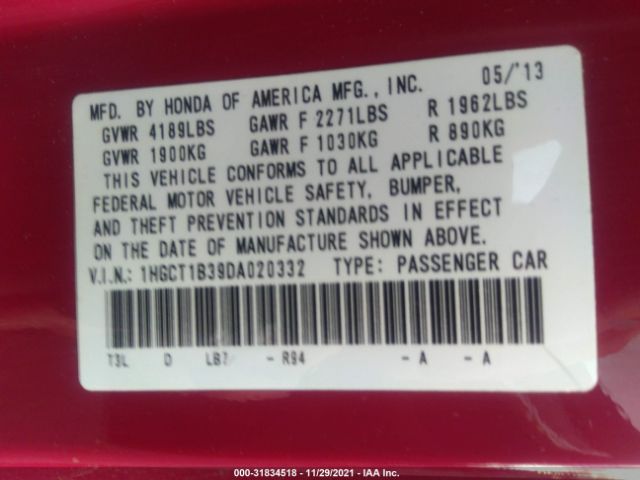 MFD. BY HONDA OF AMERICA MFG., INC. 05/'13
GVWR 4189LBS GAWR F 2271LBS R 1962LBS
GVWR 1900KG GAWR F 1030KG R 890KG
THIS VEHICLE CONFORMS TO ALL APPLICABLE
FEDERAL MOTOR VEHICLE SAFETY, BUMPER,
AND THEFT PREVENTION STANDARDS IN EFFECT
ON THE DATE OF MANUFACTURE SHOWN ABOVE.
V.I.N.: 1HGCT1B39DA020332 TYPE: PASSENGER CAR
T3L D LB7 - R94 - A - A
000-31834518 - 11/29/2021 - IAA Inc.